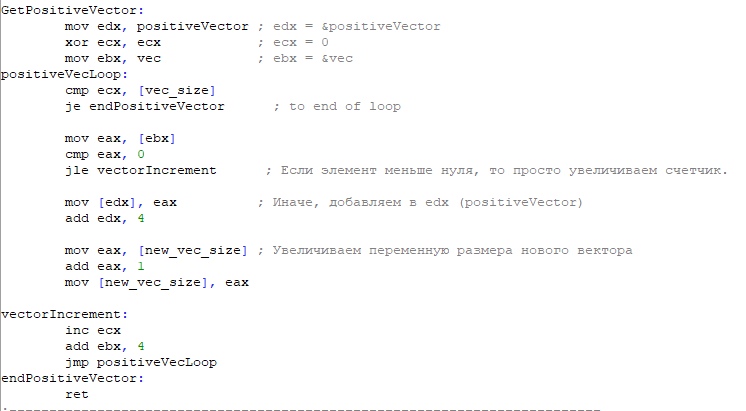 GetPositiveVector:
mov edx, positiveVector ; edx = &positiveVector
xor ecx, ecx ; ecx = 0
mov ebx, vec ; ebx = &vec
positiveVecLoop:
cmp ecx, [vec_size]
je endPositiveVector ; to end of loop
mov eax, [ebx]
cmp eax, 0
jle vectorIncrement ; Если элемент меньше нуля, то просто увеличиваем счетчик.
mov [edx], eax ; Иначе, добавляем в edx (positiveVector)
add edx, 4
mov eax, [new_vec_size] ; Увеличиваем переменную размера нового вектора
add eax, 1
mov [new_vec_size], eax
vectorIncrement:
inc ecx
add ebx, 4
jmp positiveVecLoop
endPositiveVector:
ret
;--------------------------------------------------------------------------